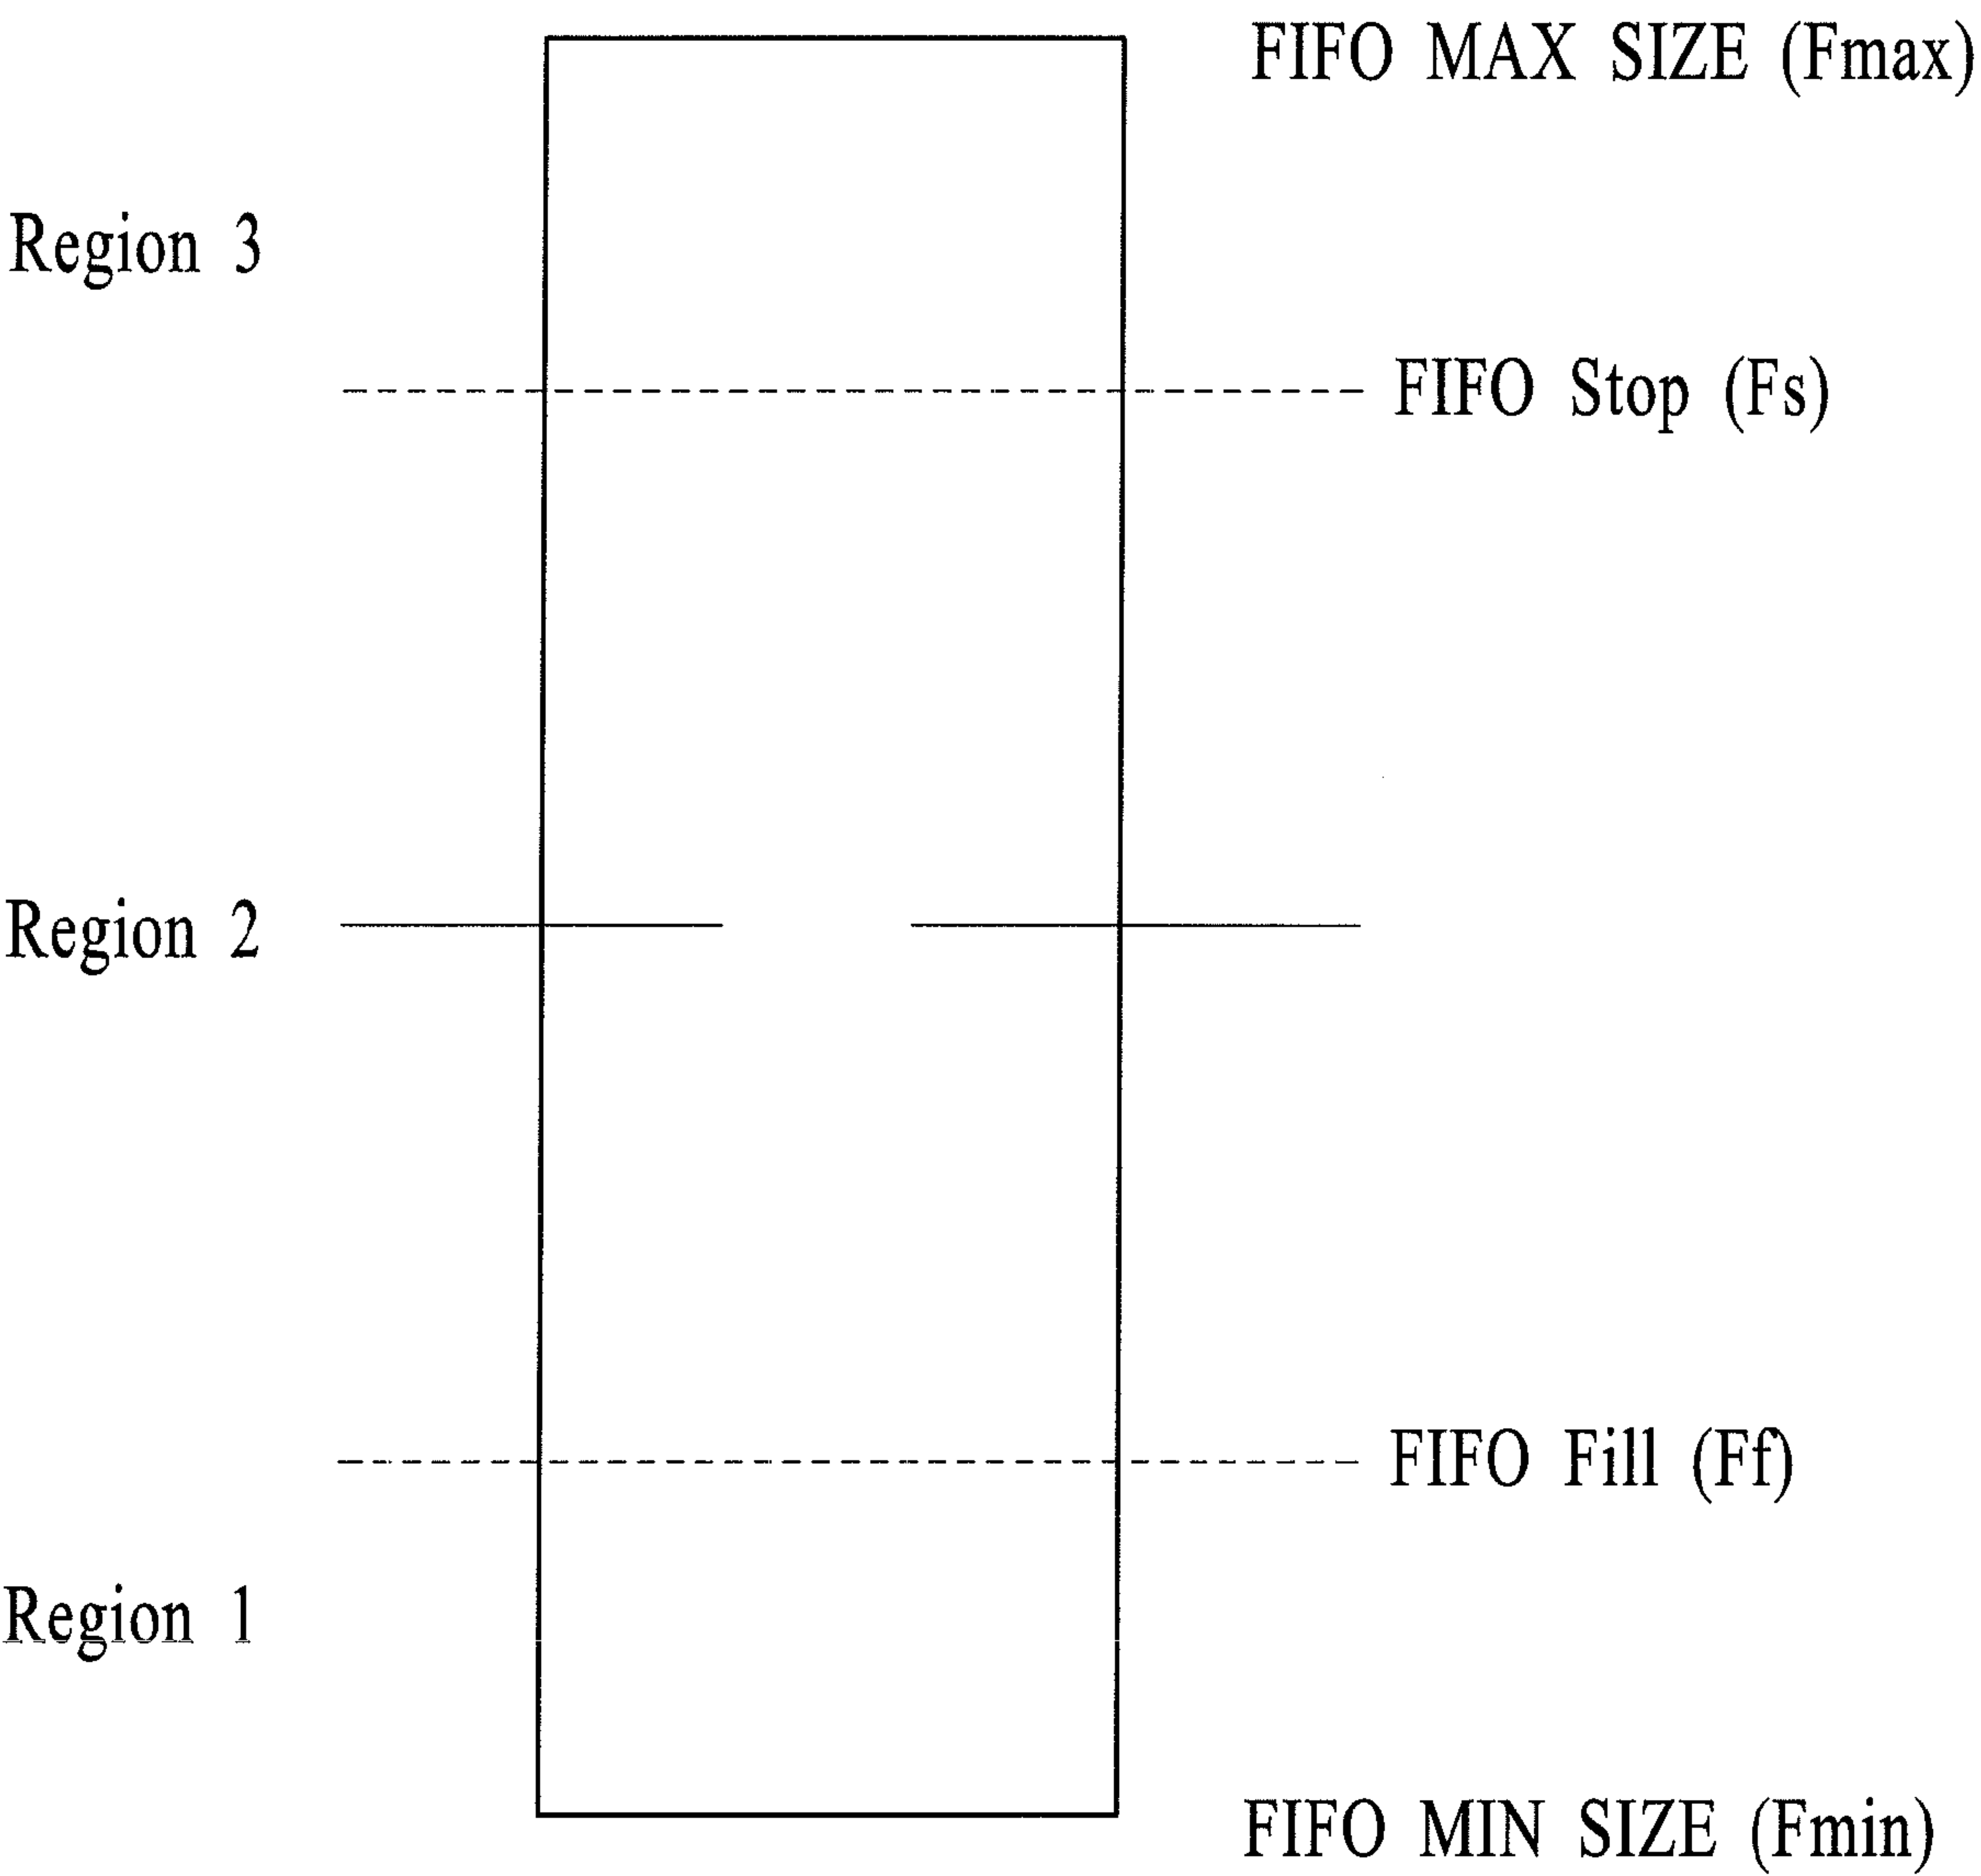 FIFO MAX SIZE (Fmax)
Region 3
FIFO Stop (Fs)
Region 2
FIFO Fill (Ff)
Region 1
FIFO MIN SIZE (Fmin)